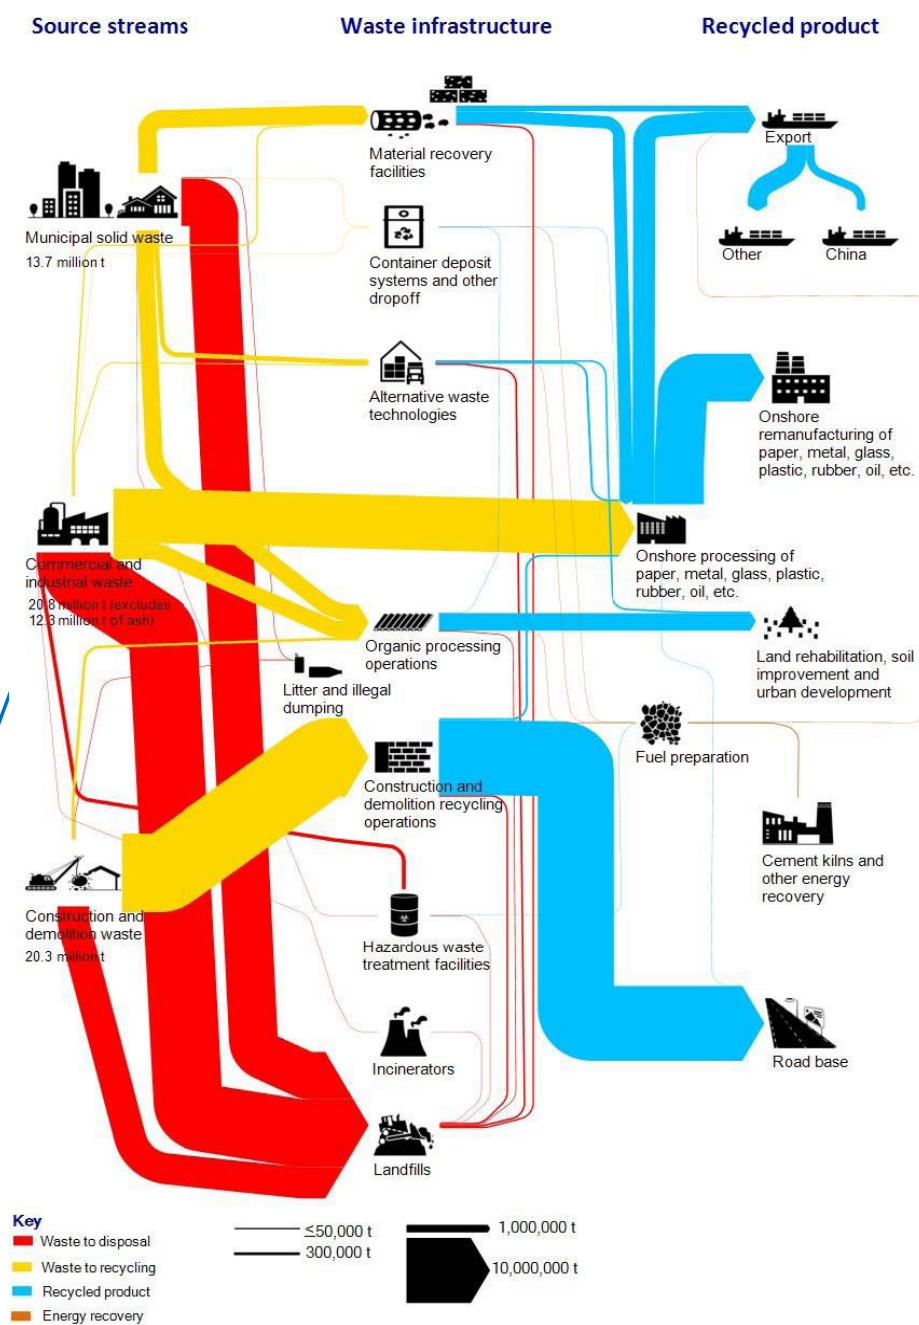 Source streams
Waste infrastructure
Recycled product
Material recovery
facilities
Export
Municipal solid waste
13.7 million t
Other
China
Container deposit
systems and other
dropoff
Alternative waste
technologies
Onshore
remanufacturing of
paper, metal, glass,
plastic, rubber, oil, etc.
Commercial and
industrial waste
20.8 million t (excludes
12.3 million t of ash)
Onshore processing of
paper, metal, glass, plastic,
rubber, oil, etc.
Organic processing
operations
Land rehabilitation, soil
improvement and
urban development
Litter and illegal
dumping
Fuel preparation
Construction and
demolition recycling
operations
Cement kilns and
other energy
recovery
Construction and
demolition waste
20.3 million t
Hazardous waste
treatment facilities
Incinerators
Road base
Landfills
Key
Waste to disposal
Waste to recycling
Recycled product
Energy recovery
≤50,000 t
300,000 t
1,000,000 t
10,000,000 t